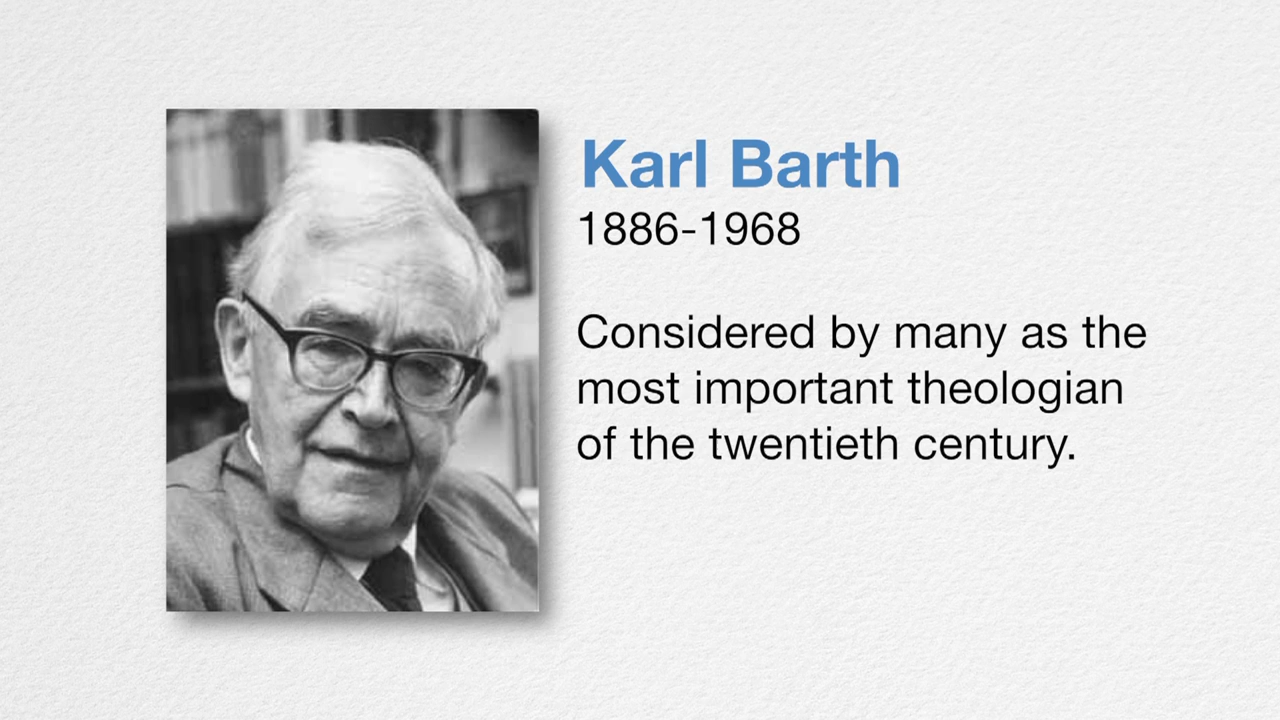 Karl Barth
1886-1968
Considered by many as the
most important theologian
of the twentieth century.